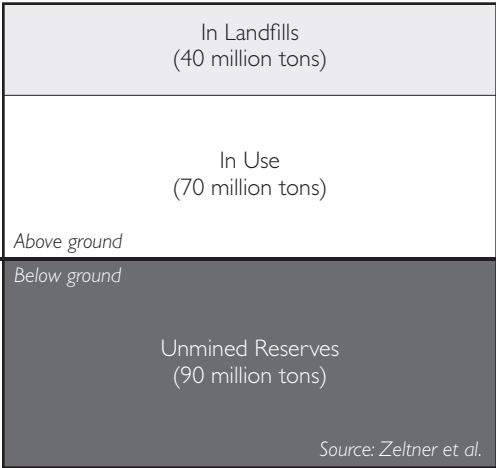 In Landfills
(40 million tons)
In Use
(70 million tons)
Above ground
Below ground
Unmined Reserves
(90 million tons)
Source: Zeltner et al.